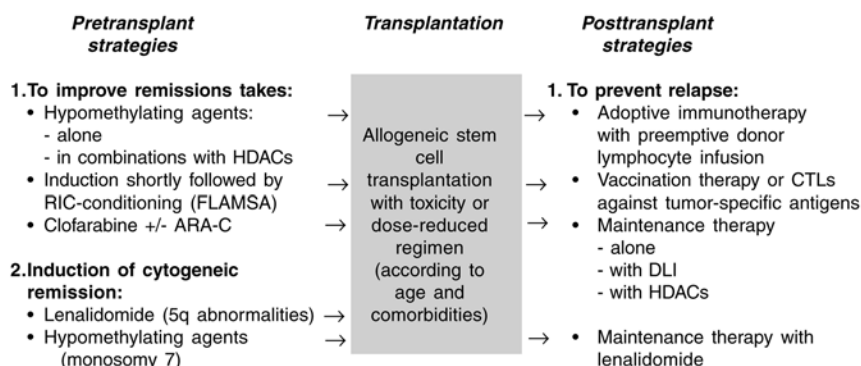 Pretransplant
strategies
1.To improve remissions takes:
• Hypomethylating agents:
- alone
- in combinations with HDACs
• Induction shortly followed by
RIC-conditioning (FLAMSA)
• Clofarabine +/- ARA-C
2.Induction of cytogeneic
remission:
• Lenalidomide (5q abnormalities) →
• Hypomethylating agents →
(monosomy 7)
Transplantation
→ Allogeneic stem →
cell
transplantation
→ with toxicity or →
dose-reduced
→ regimen →
(according to
age and
comorbidities)
→
Posttransplant
strategies
1. To prevent relapse:
• Adoptive immunotherapy
with preemptive donor
lymphocyte infusion
• Vaccination therapy or CTLs
against tumor-specific antigens
• Maintenance therapy
- alone
- with DLI
- with HDACs
• Maintenance therapy with
lenalidomide